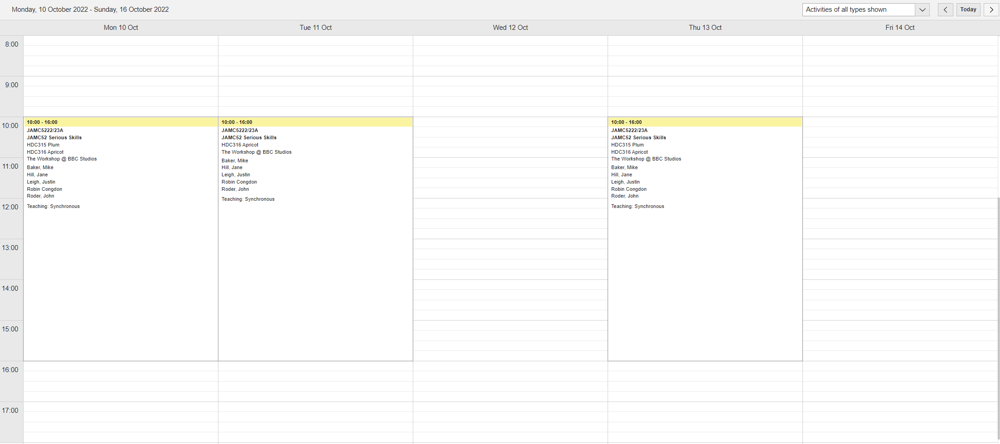 Monday, 10 October 2022 - Sunday, 16 October 2022
Activities of all types shown
Today
Mon 10 Oct
Tue 11 Oct
Wed 12 Oct
Thu 13 Oct
Fri 14 Oct
8:00
9:00
10:00
11:00
12:00
13:00
14:00
15:00
16:00
17:00
10:00 - 16:00
JAMC5222/23A
JAMC52 Serious Skills
HDC315 Plum
HDC316 Apricot
The Workshop @ BBC Studios
Baker, Mike
Hill, Jane
Leigh, Justin
Robin Congdon
Roder, John
Teaching: Synchronous
10:00 - 16:00
JAMC5222/23A
JAMC52 Serious Skills
HDC316 Apricot
The Workshop @ BBC Studios
Baker, Mike
Hill, Jane
Leigh, Justin
Robin Congdon
Roder, John
Teaching: Synchronous
10:00 - 16:00
JAMC5222/23A
JAMC52 Serious Skills
HDC315 Plum
HDC316 Apricot
The Workshop @ BBC Studios
Baker, Mike
Hill, Jane
Leigh, Justin
Robin Congdon
Roder, John
Teaching: Synchronous